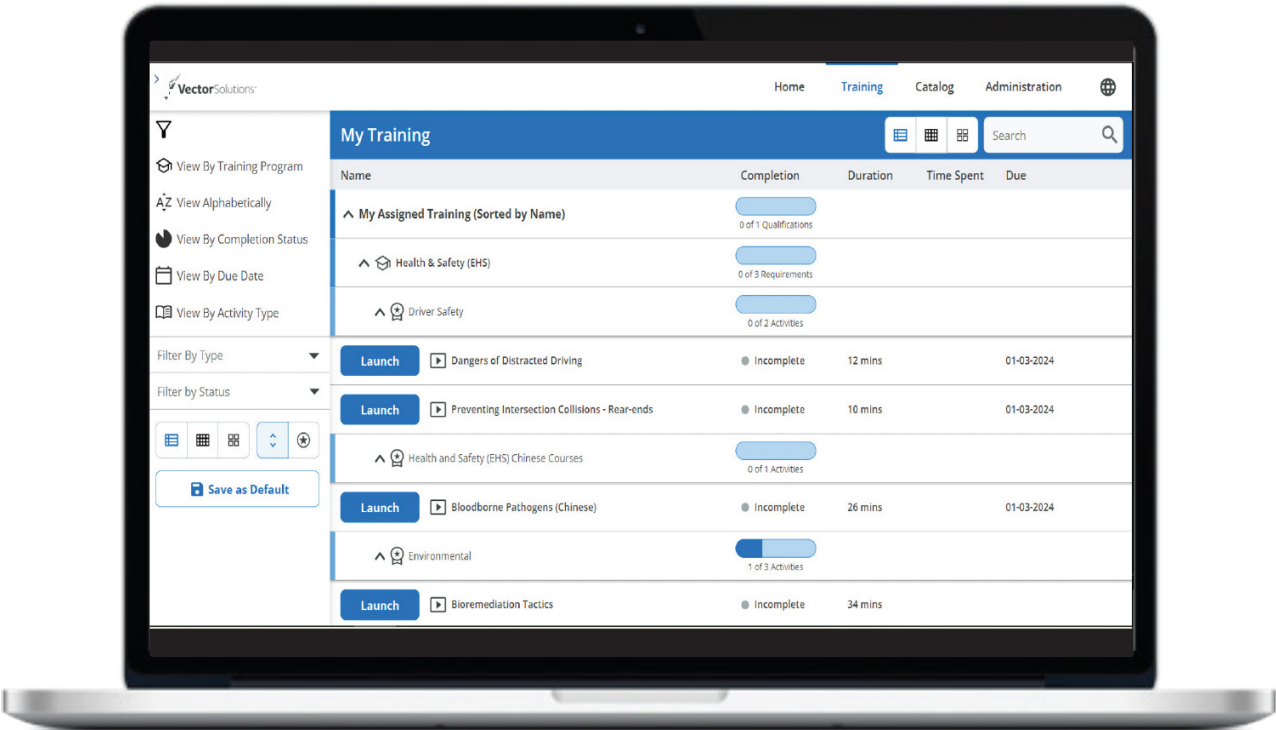 VectorSolutions
Home Training Catalog Administration
My Training
Search
View By Training Program
View Alphabetically
View By Completion Status
View By Due Date
View By Activity Type
Filter By Type
Filter by Status
Save as Default
Name Completion Duration Time Spent Due
My Assigned Training (Sorted by Name)
0 of 1 Qualifications
Health & Safety (EHS)
0 of 3 Requirements
Driver Safety
0 of 2 Activities
Launch Dangers of Distracted Driving Incomplete 12 mins 01-03-2024
Launch Preventing Intersection Collisions - Rear-ends Incomplete 10 mins 01-03-2024
Health and Safety (EHS) Chinese Courses
0 of 1 Activities
Launch Bloodborne Pathogens (Chinese) Incomplete 26 mins 01-03-2024
Environmental
1 of 3 Activities
Launch Bioremediation Tactics Incomplete 34 mins